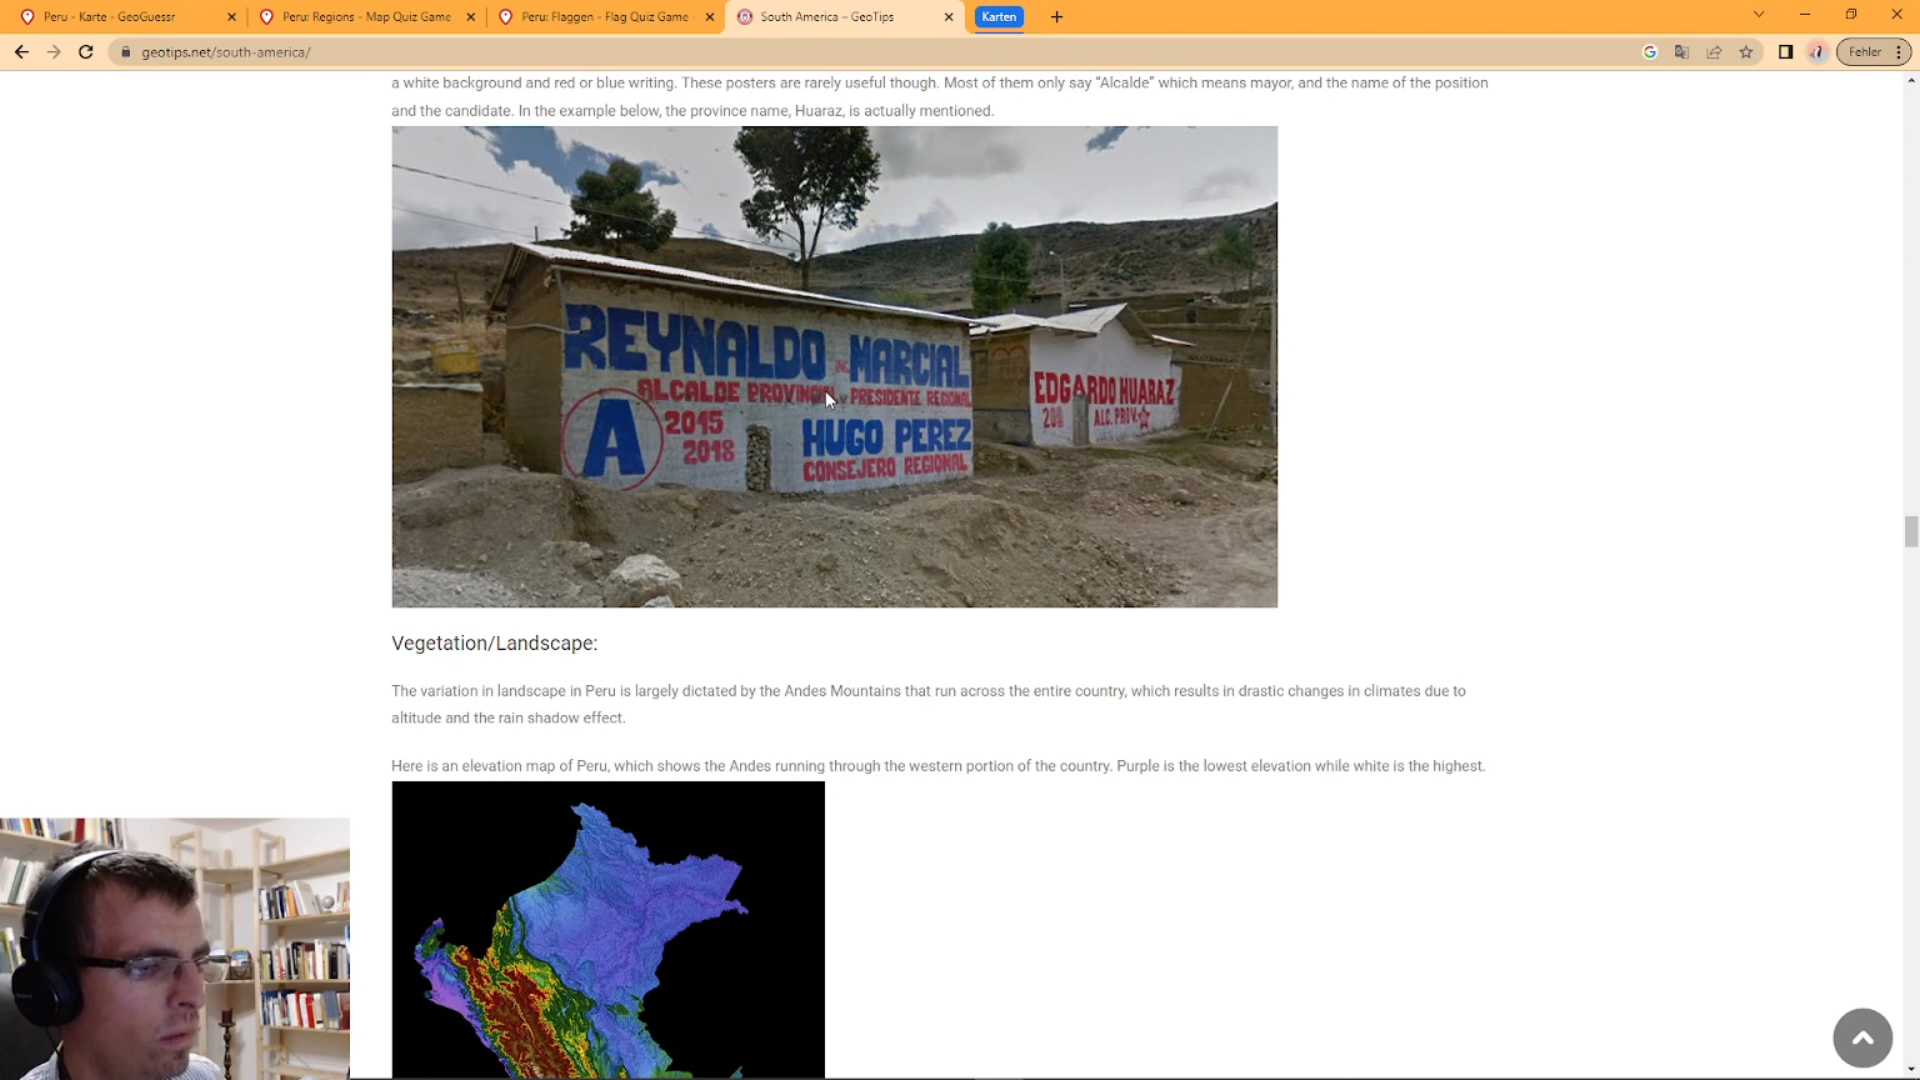 Peru - Karte - GeoGuessr
Peru: Regions - Map Quiz Game
Peru: Flaggen - Flag Quiz Game
South America – GeoTips
Karten
geotips.net/south-america/
Fehler
a white background and red or blue writing. These posters are rarely useful though. Most of them only say “Alcalde” which means mayor, and the name of the position
and the candidate. In the example below, the province name, Huaraz, is actually mentioned.
REYNALDO ING. MARCIAL
ALCALDE PROVINCIAL Y PRESIDENTE REGIONAL
A 2015
2018
HUGO PEREZ
CONSEJERO REGIONAL
EDGARDO HUARAZ
ALC. PROV.
Vegetation/Landscape:
The variation in landscape in Peru is largely dictated by the Andes Mountains that run across the entire country, which results in drastic changes in climates due to
altitude and the rain shadow effect.
Here is an elevation map of Peru, which shows the Andes running through the western portion of the country. Purple is the lowest elevation while white is the highest.